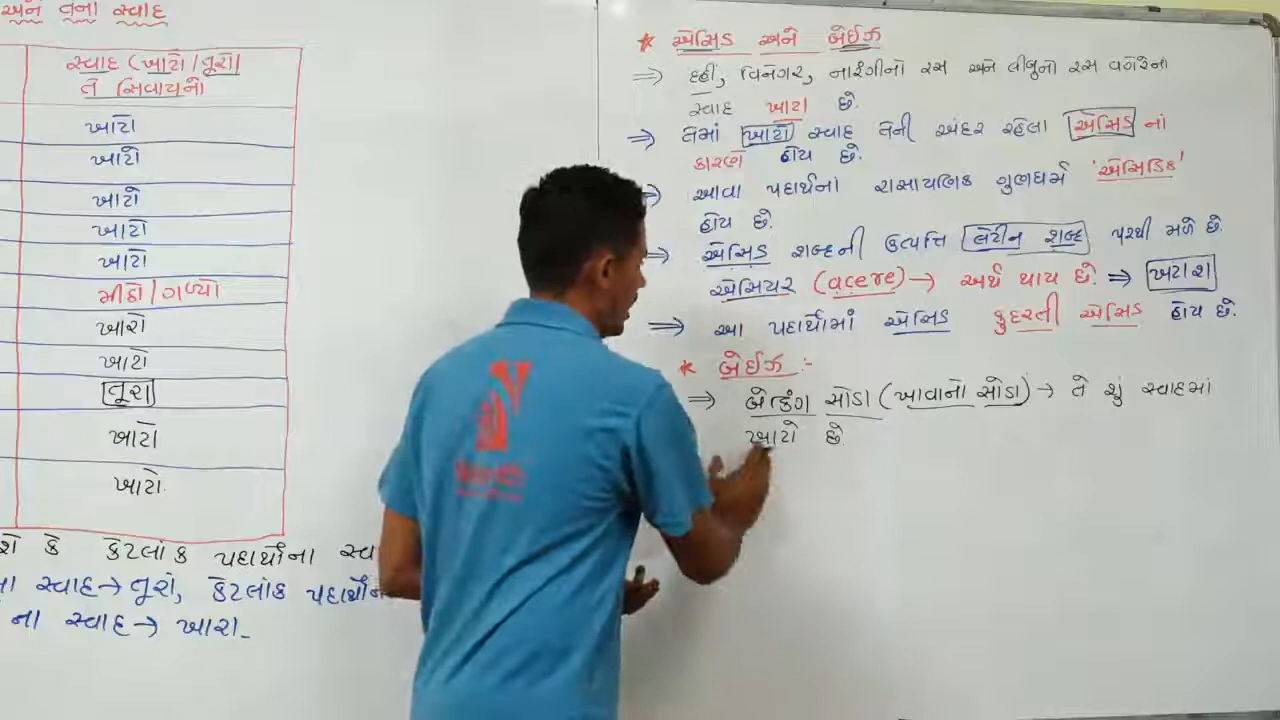 અને તેના સ્વાદ
સ્વાદ (ખાટો/તૂરો/
તે સિવાયનો
ખાટો
ખાટો
ખાટો
ખાટો
ખાટો
મીઠો/ગળ્યો
ખારો
ખાટો
તૂરો
ખાટો
ખાટો.
કે કેટલાંક પદાર્થોના
સ્વાદ → તૂરો, કેટલાંક પદાર્થોન
ના સ્વાદ → ખારા
* એસિડ અને બેઈઝ
⇒ દહીં, વિનેગર, નારંગીનો રસ અને લીંબુનો રસ વગેરેના
સ્વાદ ખાટા છે.
⇒ તેમાં ખાટો સ્વાદ તેની અંદર રહેલા એસિડ નાં
કારણે હોય છે.
આવા પદાર્થનાં રાસાયણિક ગુણધર્મ 'એસિડિક'
હોય છે.
એસિડ શબ્દની ઉત્પત્તિ લેટીન શબ્દ પરથી મળે છે.
એસિયર (acere) → અર્થ થાય છે. ⇒ ખટાશ
⇒ આ પદાર્થોમાં એસિડ કુદરતી એસિડ હોય છે.
* બેઈઝ :-
⇒ બેકિંગ સોડા (ખાવાનો સોડા) → તે શું સ્વાદમાં
ખાટો છે